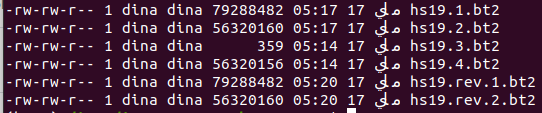 -rw-rw-r-- 1 dina dina 79288482 ماي 17 05:17 hs19.1.bt2
-rw-rw-r-- 1 dina dina 56320160 ماي 17 05:17 hs19.2.bt2
-rw-rw-r-- 1 dina dina 359 ماي 17 05:14 hs19.3.bt2
-rw-rw-r-- 1 dina dina 56320156 ماي 17 05:14 hs19.4.bt2
-rw-rw-r-- 1 dina dina 79288482 ماي 17 05:20 hs19.rev.1.bt2
-rw-rw-r-- 1 dina dina 56320160 ماي 17 05:20 hs19.rev.2.bt2